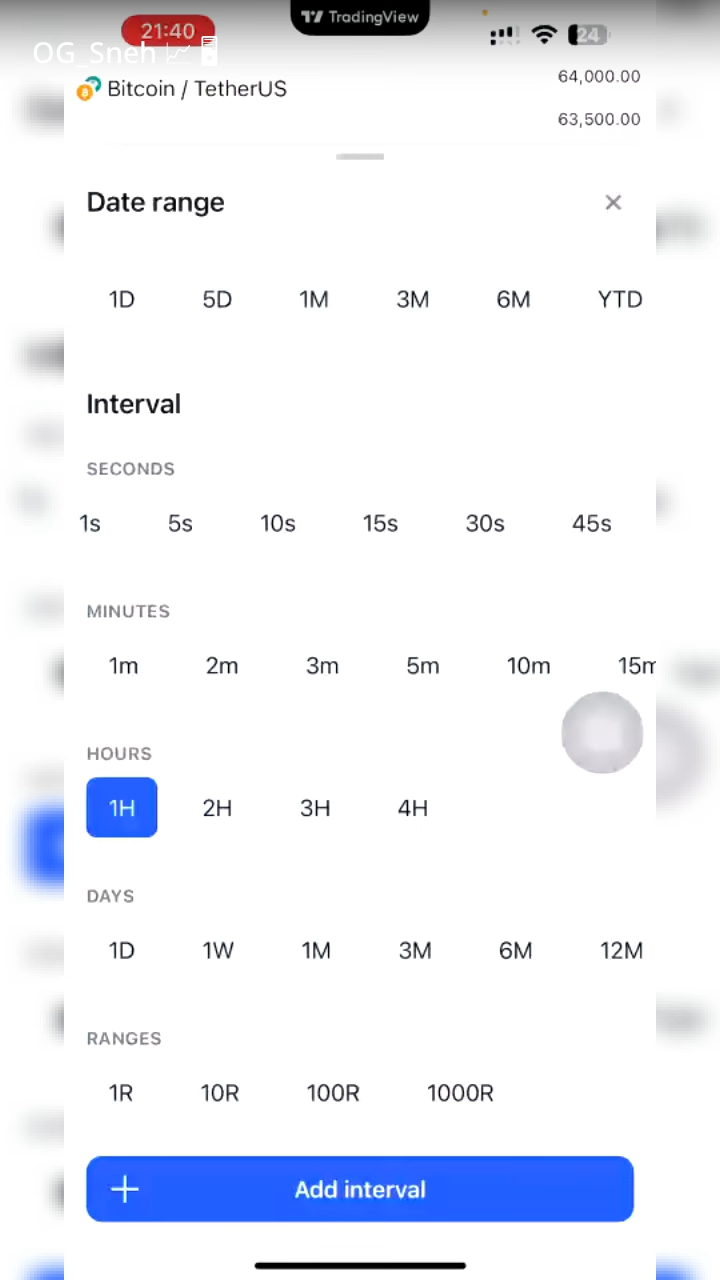 21:40
TradingView
24
OG_Sneh
Bitcoin / TetherUS
64,000.00
63,500.00
Date range
1D 5D 1M 3M 6M YTD
Interval
SECONDS
1s 5s 10s 15s 30s 45s
MINUTES
1m 2m 3m 5m 10m 15m
HOURS
1H 2H 3H 4H
DAYS
1D 1W 1M 3M 6M 12M
RANGES
1R 10R 100R 1000R
Add interval